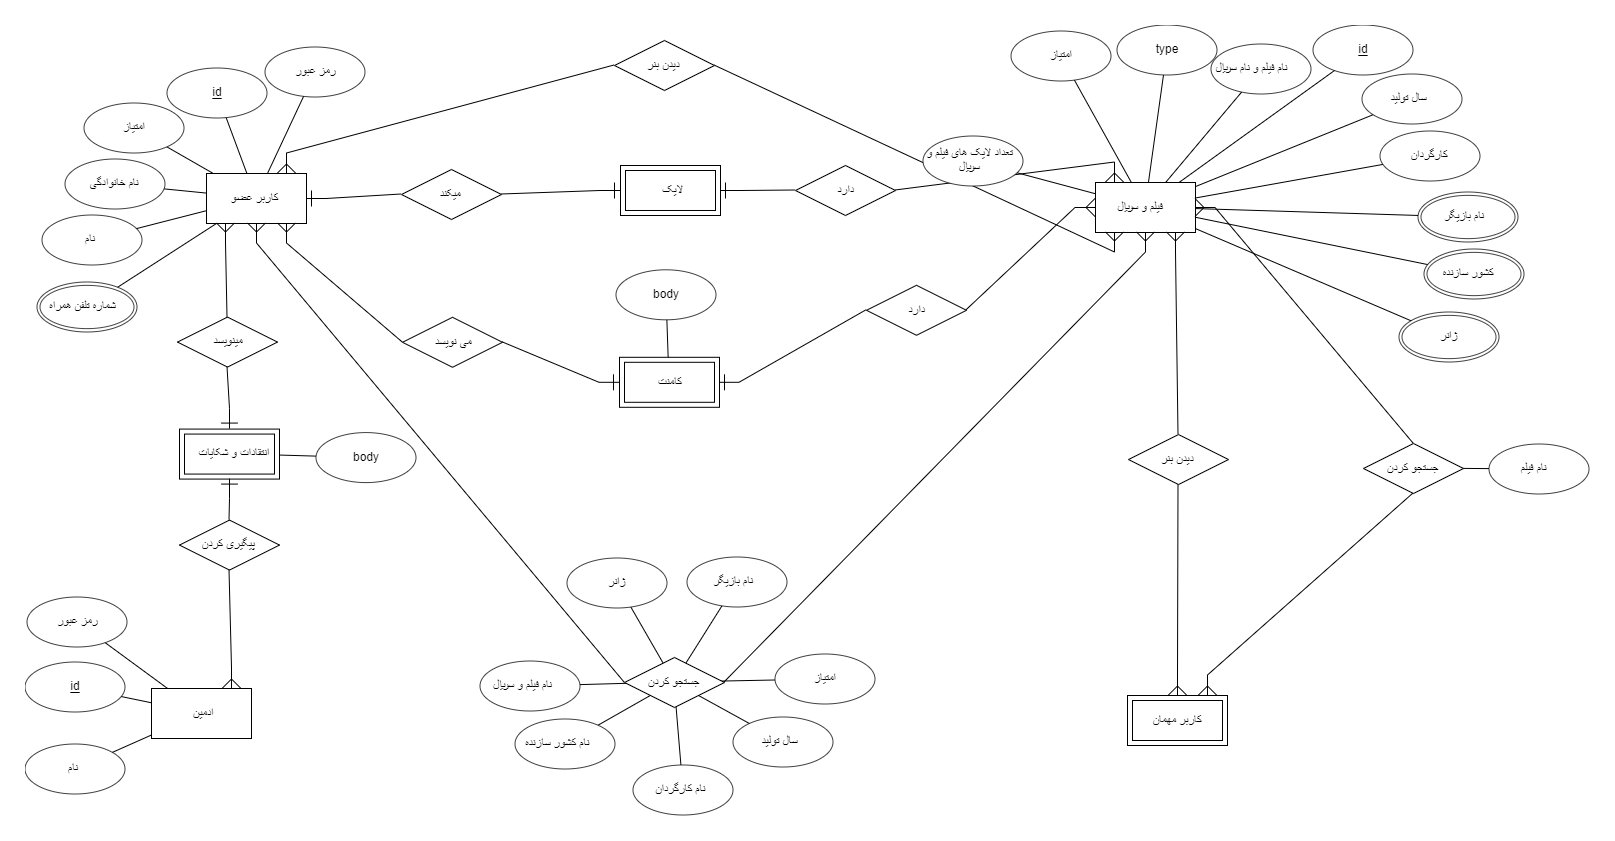 دیدن بنر
امتیاز
type
نام فیلم و نام سریال
id
رمز عبور
id
سال تولید
امتیاز
کارگردان
تعداد لایک های فیلم و
سریال
نام خانوادگی
کاربر عضو
میکند
لایک
دارد
فیلم و سریال
نام بازیگر
نام
کشور سازنده
شماره تلفن همراه
body
دارد
ژانر
مینویسد
می نویسد
کامنت
انتقادات و شکایات
body
دیدن بنر
جستجو کردن
نام فیلم
پیگیری کردن
ژانر
نام بازیگر
رمز عبور
id
نام فیلم و سریال
جستجو کردن
امتیاز
ادمین
نام کشور سازنده
سال تولید
کاربر مهمان
نام
نام کارگردان